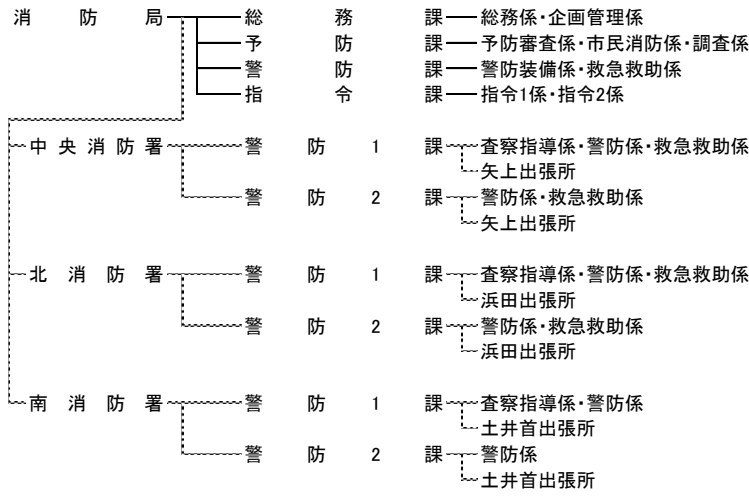 消防局 総務課 総務係・企画管理係
予防課 予防審査係・市民消防係・調査係
警防課 警防装備係・救急救助係
指令課 指令1係・指令2係
中央消防署 警防1課 査察指導係・警防係・救急救助係
矢上出張所
警防2課 警防係・救急救助係
矢上出張所
北消防署 警防1課 査察指導係・警防係・救急救助係
浜田出張所
警防2課 警防係・救急救助係
浜田出張所
南消防署 警防1課 査察指導係・警防係
土井首出張所
警防2課 警防係
土井首出張所